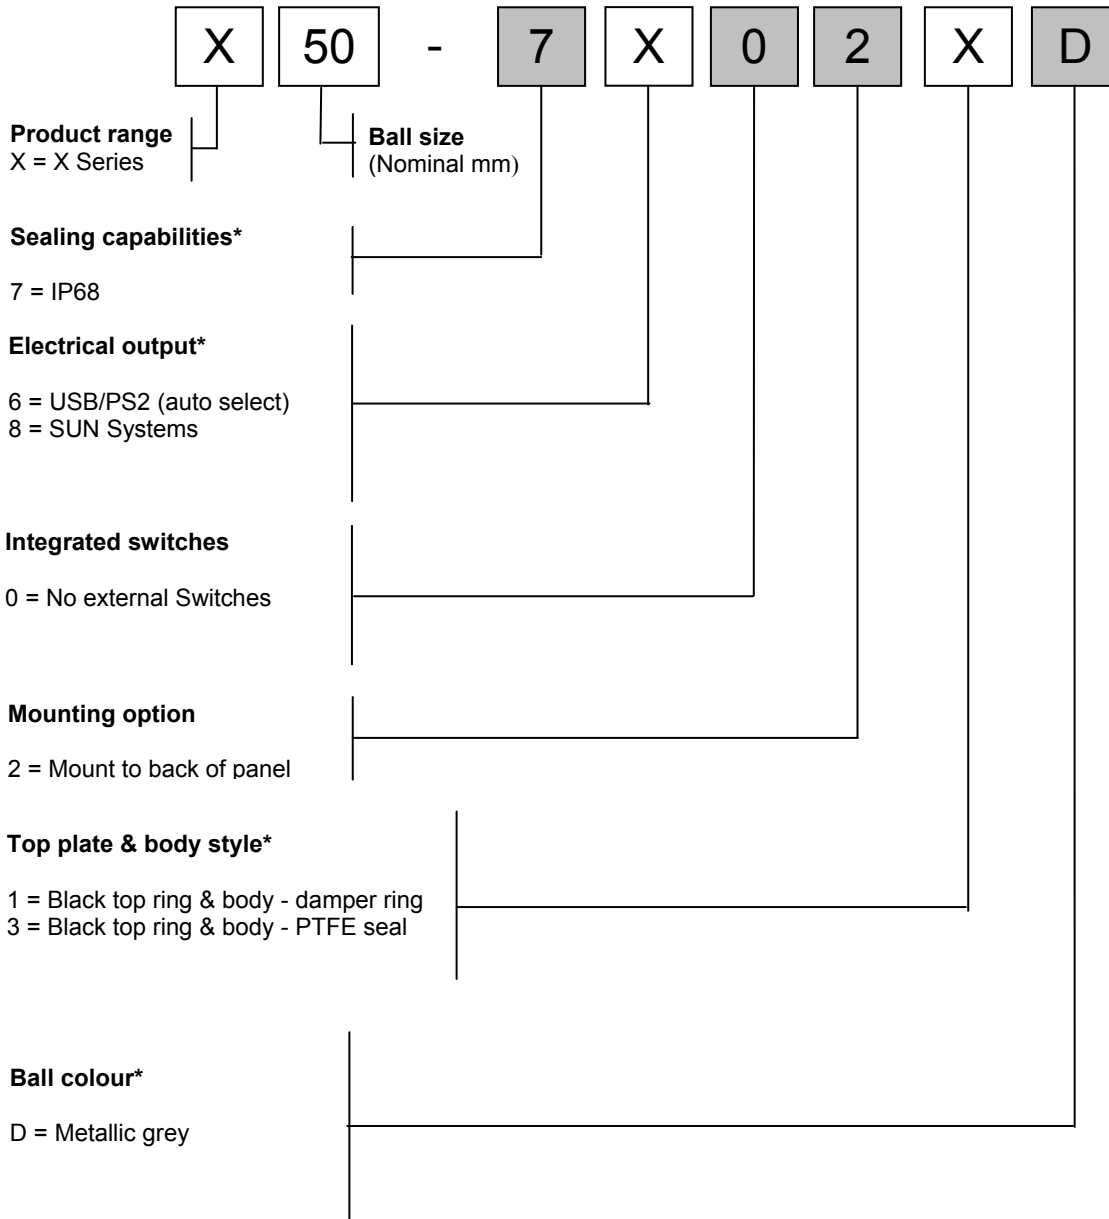 X 50 - 7 X 0 2 X D
Product range
X = X Series
Ball size
(Nominal mm)
Sealing capabilities*
7 = IP68
Electrical output*
6 = USB/PS2 (auto select)
8 = SUN Systems
Integrated switches
0 = No external Switches
Mounting option
2 = Mount to back of panel
Top plate & body style*
1 = Black top ring & body - damper ring
3 = Black top ring & body - PTFE seal
Ball colour*
D = Metallic grey